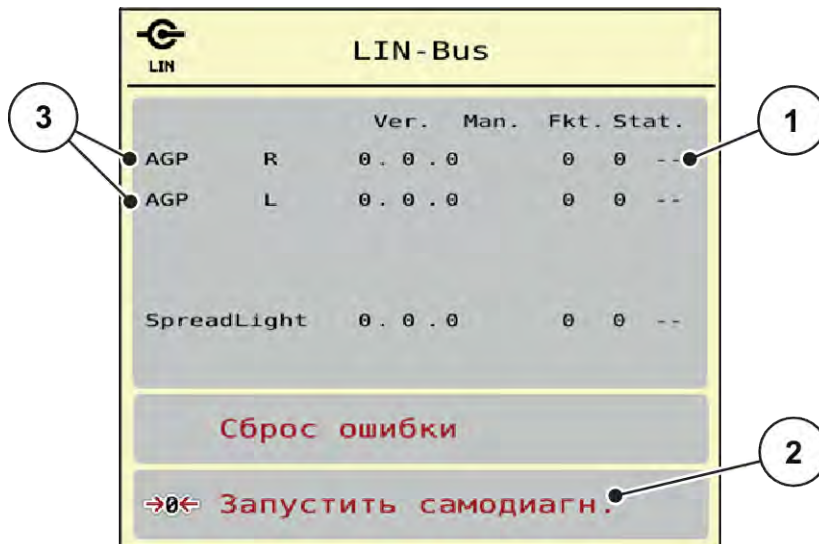 LIN
LIN-Bus
Ver. Man. Fkt. Stat.
AGP R 0.0.0 0 0 --
AGP L 0.0.0 0 0 --
SpreadLight 0.0.0 0 0 --
Сброс ошибки
→0← Запустить самодиагн.
3
1
2